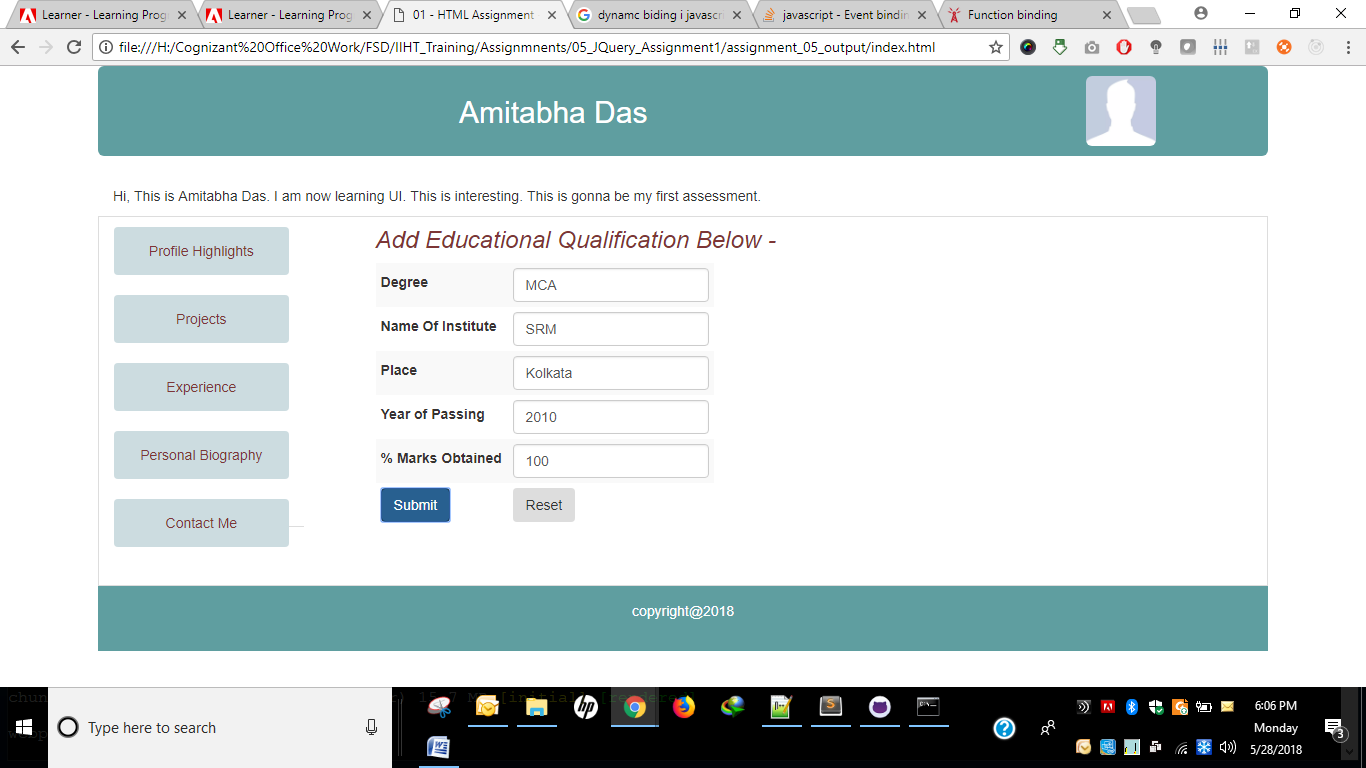 Learner - Learning Prog
Learner - Learning Prog
01 - HTML Assignment
dynamc biding i javascr
javascript - Event bindin
Function binding
file:///H:/Cognizant%20Office%20Work/FSD/IIHT_Training/Assignmnents/05_JQuery_Assignment1/assignment_05_output/index.html
Amitabha Das
Hi, This is Amitabha Das. I am now learning UI. This is interesting. This is gonna be my first assessment.
Profile Highlights
Projects
Experience
Personal Biography
Contact Me
Add Educational Qualification Below -
Degree MCA
Name Of Institute SRM
Place Kolkata
Year of Passing 2010
% Marks Obtained 100
Submit Reset
copyright@2018
Type here to search
6:06 PM
Monday
5/28/2018
3